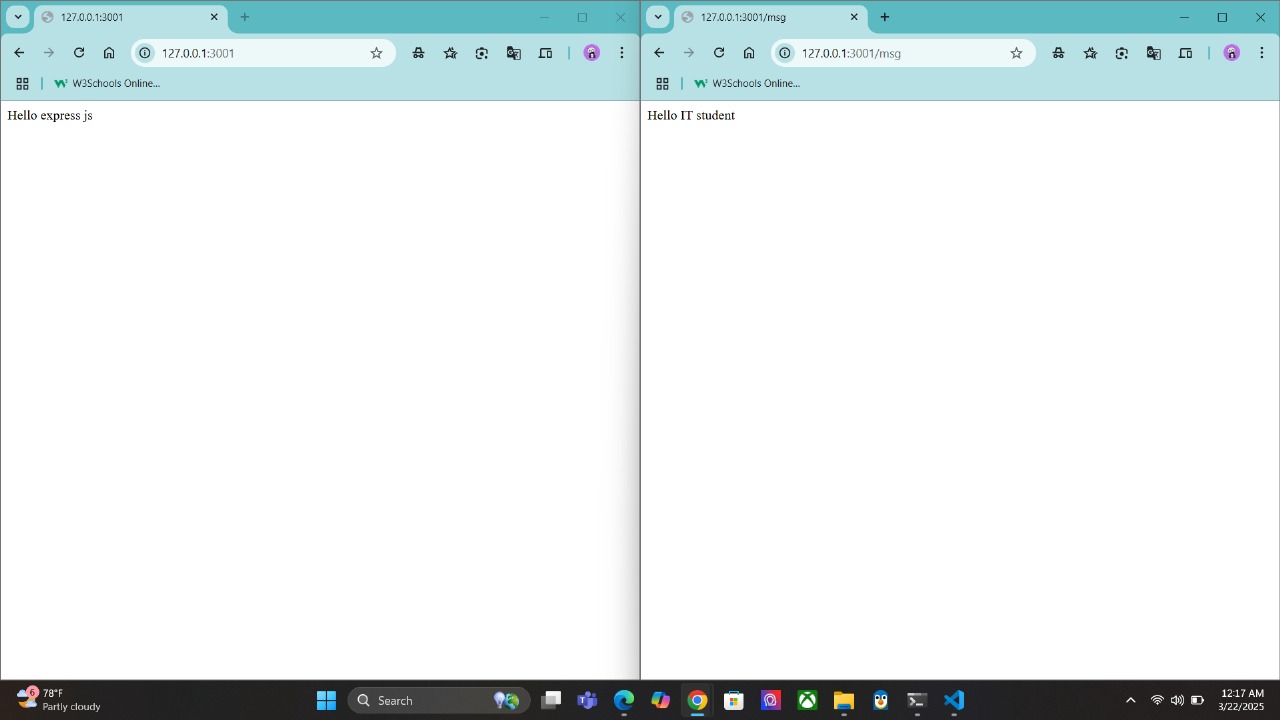 127.0.0.1:3001
127.0.0.1:3001
W3Schools Online...
Hello express js
127.0.0.1:3001/msg
127.0.0.1:3001/msg
W3Schools Online...
Hello IT student
6
78°F
Partly cloudy
Search
12:17 AM
3/22/2025